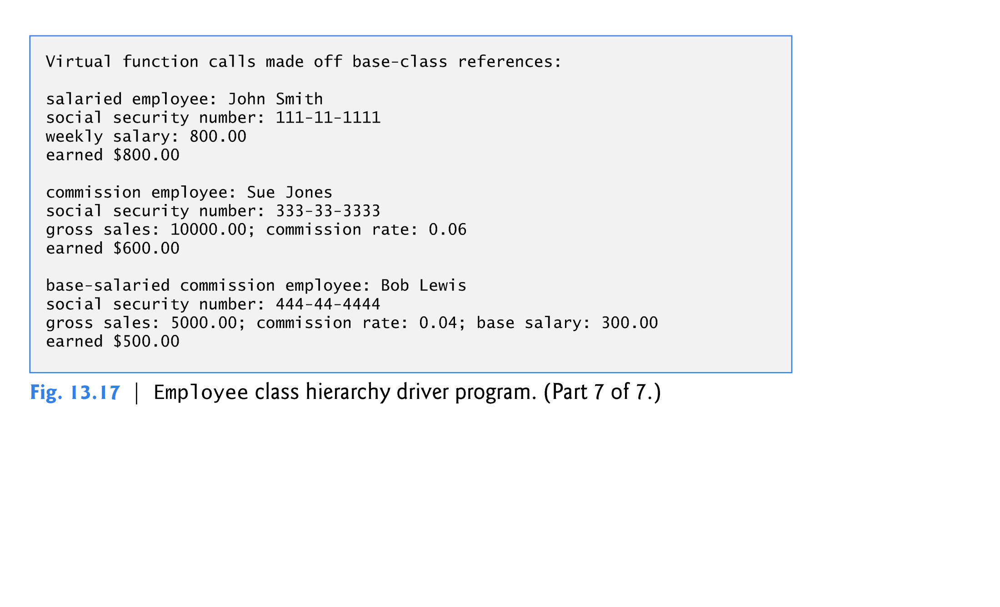 Virtual function calls made off base-class references:

salaried employee: John Smith
social security number: 111-11-1111
weekly salary: 800.00
earned $800.00

commission employee: Sue Jones
social security number: 333-33-3333
gross sales: 10000.00; commission rate: 0.06
earned $600.00

base-salaried commission employee: Bob Lewis
social security number: 444-44-4444
gross sales: 5000.00; commission rate: 0.04; base salary: 300.00
earned $500.00

Fig. 13.17 | Employee class hierarchy driver program. (Part 7 of 7.)